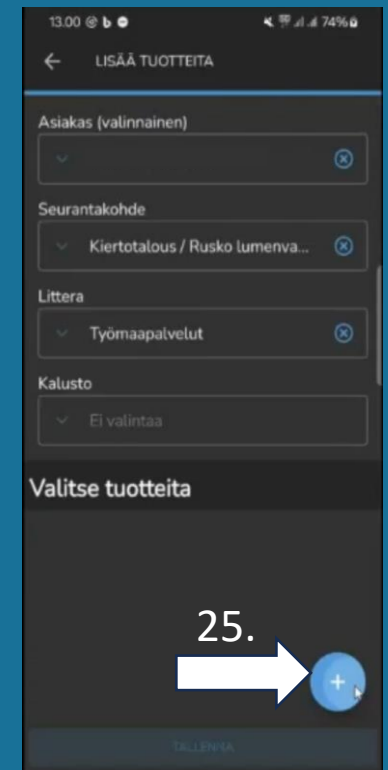 13.00 74%
LISÄÄ TUOTTEITA
Asiakas (valinnainen)
Seurantakohde
Kiertotalous / Rusko lumenva...
Littera
Työmaapalvelut
Kalusto
Ei valintaa
Valitse tuotteita
25.
TALLENNA